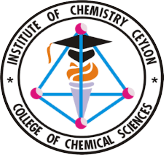 INSTITUTE OF CHEMISTRY CEYLON
COLLEGE OF CHEMICAL SCIENCES